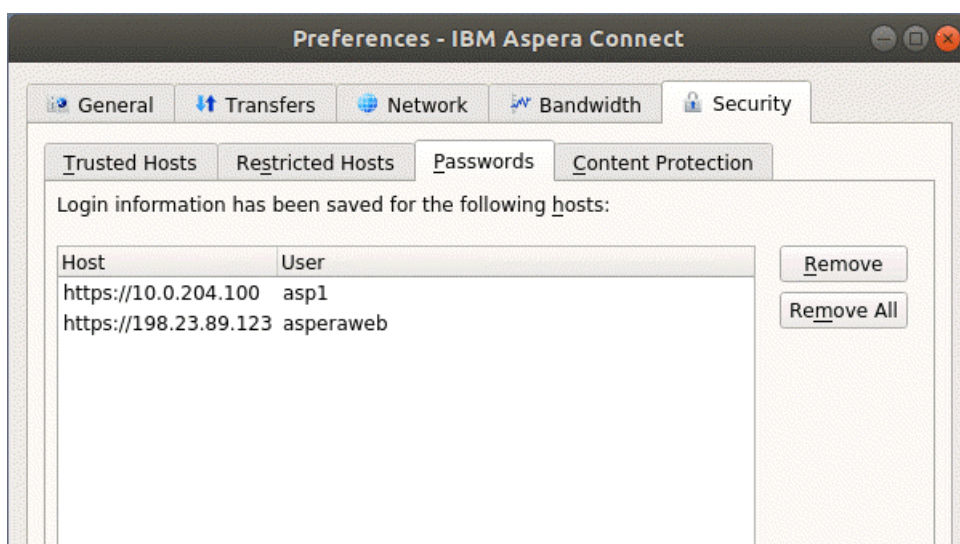 Preferences - IBM Aspera Connect
General Transfers Network Bandwidth Security
Trusted Hosts Restricted Hosts Passwords Content Protection
Login information has been saved for the following hosts:
Host User Remove
https://10.0.204.100 asp1
https://198.23.89.123 asperaweb Remove All